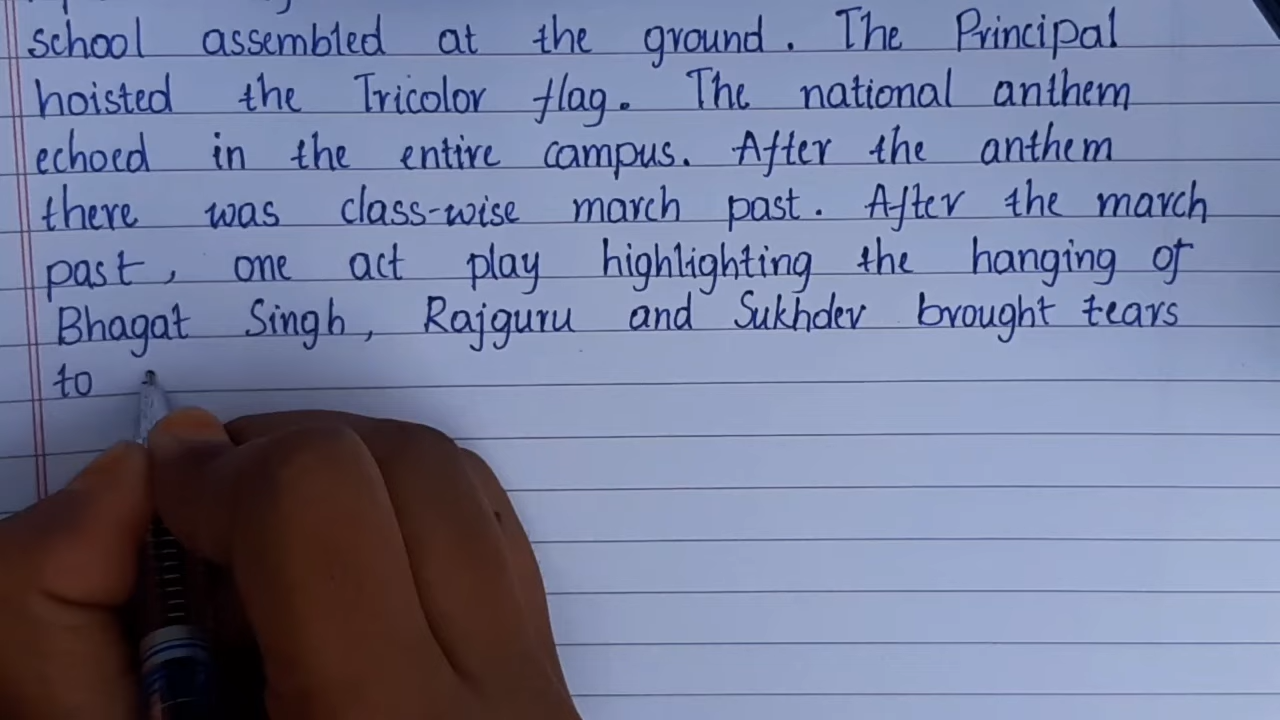 school assembled at the ground. The Principal
hoisted the Tricolor flag. The national anthem
echoed in the entire campus. After the anthem
there was class-wise march past. After the march
past, one act play highlighting the hanging of
Bhagat Singh, Rajguru and Sukhdev brought tears
to